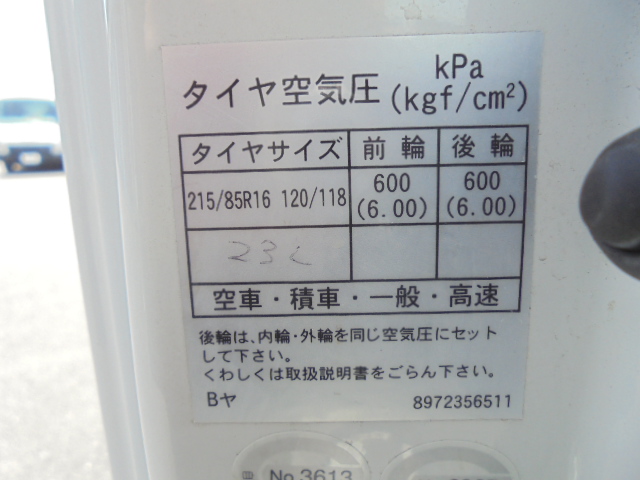 タイヤ空気圧 kPa (kgf/cm²)
タイヤサイズ 前輪 後輪
215/85R16 120/118 600 (6.00) 600 (6.00)
空車・積車・一般・高速
後輪は、内輪・外輪を同じ空気圧にセット
して下さい。
くわしくは取扱説明書をごらん下さい。
Bヤ 8972356511
No.3613